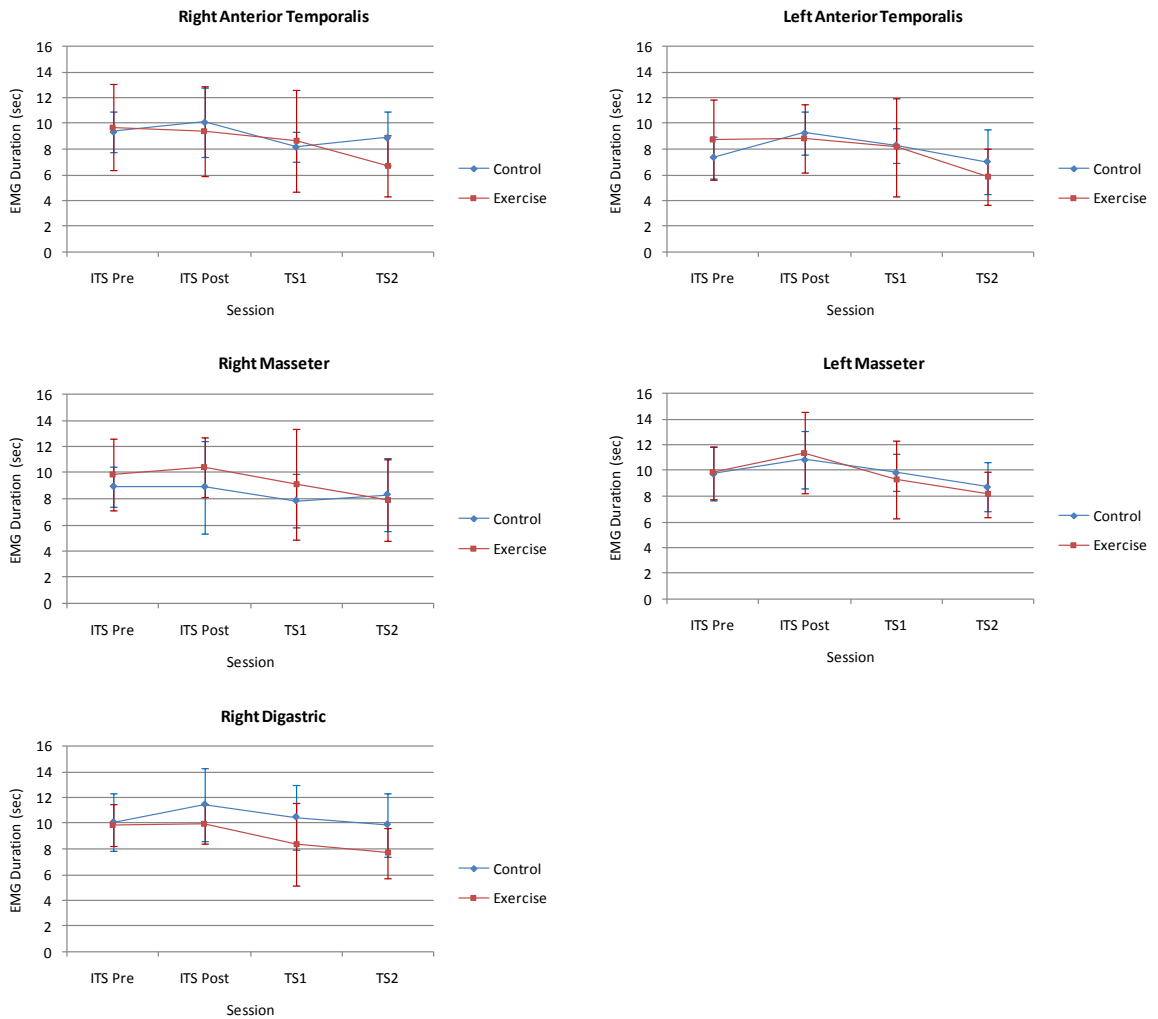 Right Anterior Temporalis
EMG Duration (sec)
16
14
12
10
8
6
4
2
0
ITS Pre ITS Post TS1 TS2
Session
Control
Exercise
Left Anterior Temporalis
EMG Duration (sec)
16
14
12
10
8
6
4
2
0
ITS Pre ITS Post TS1 TS2
Session
Control
Exercise
Right Masseter
EMG Duration (sec)
16
14
12
10
8
6
4
2
0
ITS Pre ITS Post TS1 TS2
Session
Control
Exercise
Left Masseter
EMG Duration (sec)
16
14
12
10
8
6
4
2
0
ITS Pre ITS Post TS1 TS2
Session
Control
Exercise
Right Digastric
EMG Duration (sec)
16
14
12
10
8
6
4
2
0
ITS Pre ITS Post TS1 TS2
Session
Control
Exercise